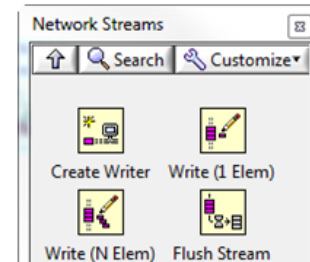 Network Streams
Search Customize
Create Writer Write (1 Elem)
Write (N Elem) Flush Stream